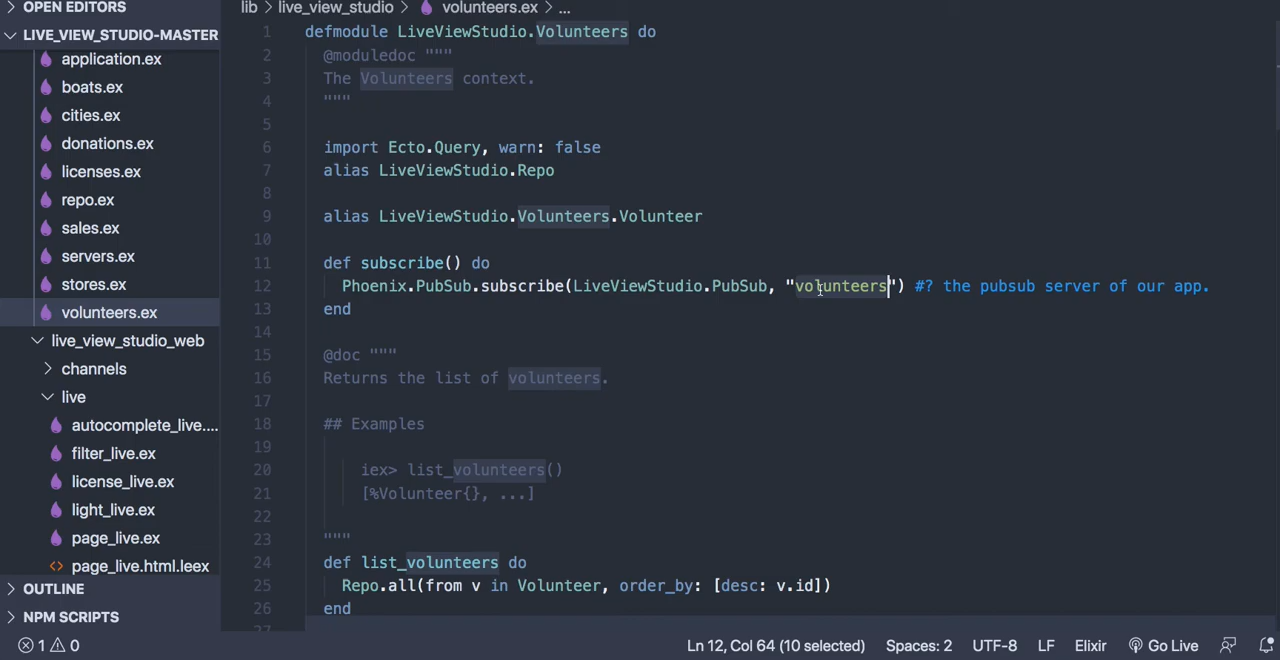 OPEN EDITORS
LIVE_VIEW_STUDIO-MASTER
application.ex
boats.ex
cities.ex
donations.ex
licenses.ex
repo.ex
sales.ex
servers.ex
stores.ex
volunteers.ex
live_view_studio_web
channels
live
autocomplete_live....
filter_live.ex
license_live.ex
light_live.ex
page_live.ex
page_live.html.leex
OUTLINE
NPM SCRIPTS
lib > live_view_studio > volunteers.ex > ...
1 defmodule LiveViewStudio.Volunteers do
2 @moduledoc """
3 The Volunteers context.
4 """
5
6 import Ecto.Query, warn: false
7 alias LiveViewStudio.Repo
8
9 alias LiveViewStudio.Volunteers.Volunteer
10
11 def subscribe() do
12 Phoenix.PubSub.subscribe(LiveViewStudio.PubSub, "volunteers") #? the pubsub server of our app.
13 end
14
15 @doc """
16 Returns the list of volunteers.
17
18 ## Examples
19
20 iex> list_volunteers()
21 [%Volunteer{}, ...]
22
23 """
24 def list_volunteers do
25 Repo.all(from v in Volunteer, order_by: [desc: v.id])
26 end
1 0
Ln 12, Col 64 (10 selected) Spaces: 2 UTF-8 LF Elixir Go Live